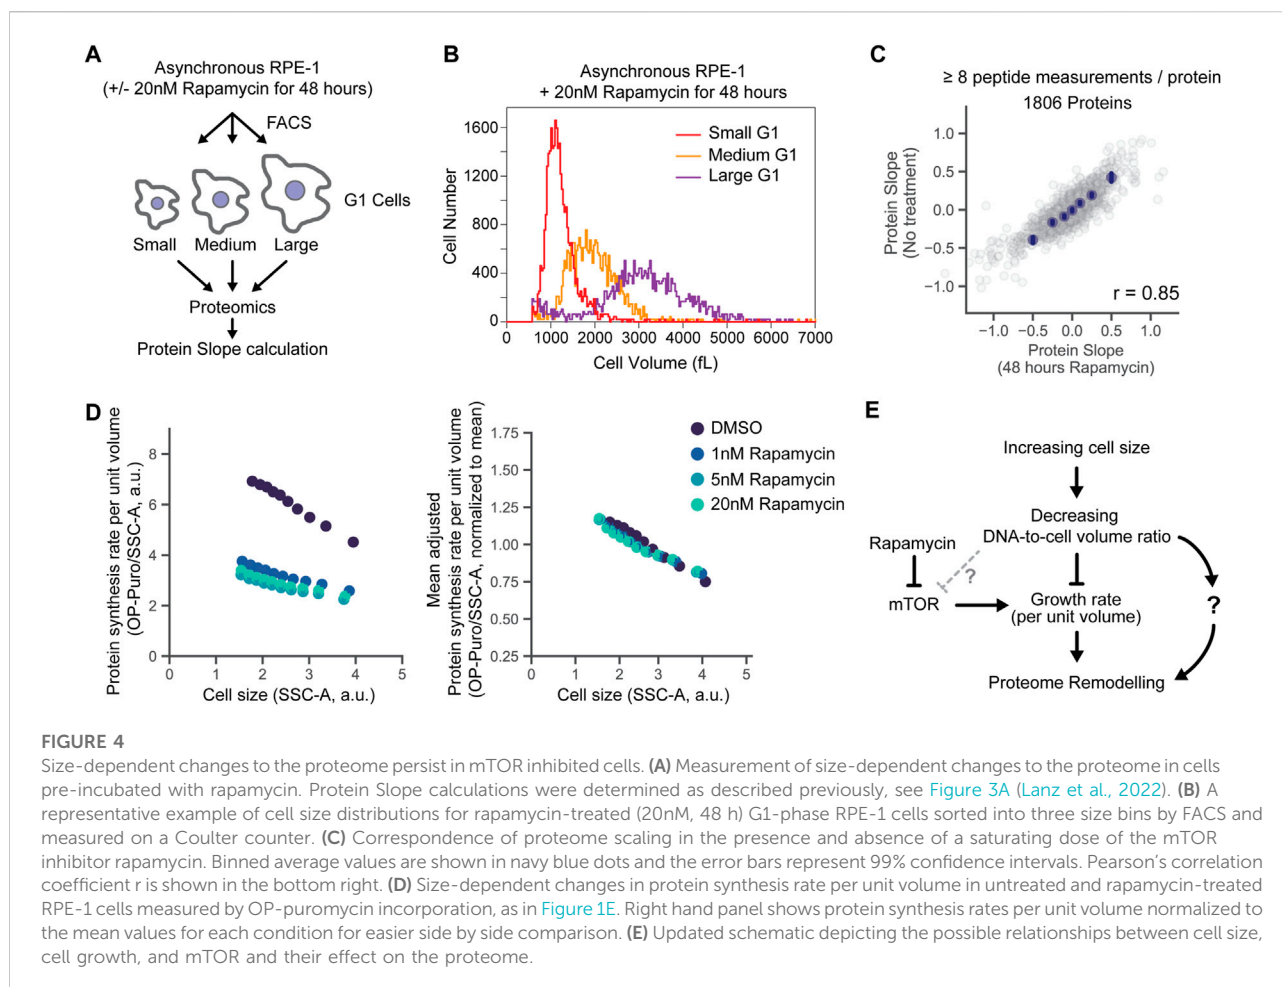 A
Asynchronous RPE-1
(+/- 20nM Rapamycin for 48 hours)
FACS
G1 Cells
Small Medium Large
Proteomics
Protein Slope calculation
B
Asynchronous RPE-1
+ 20nM Rapamycin for 48 hours
Small G1
Medium G1
Large G1
Cell Number
1600
1200
800
400
0
0 1000 2000 3000 4000 5000 6000 7000
Cell Volume (fL)
C
≥ 8 peptide measurements / protein
1806 Proteins
Protein Slope
(No treatment)
1.0
0.5
0.0
−0.5
−1.0
r = 0.85
−1.0 −0.5 0.0 0.5 1.0
Protein Slope
(48 hours Rapamycin)
D
Protein synthesis rate per unit volume
(OP-Puro/SSC-A, a.u.)
8
6
4
2
0
0 1 2 3 4 5
Cell size (SSC-A, a.u.)
Mean adjusted
Protein synthesis rate per unit volume
(OP-Puro/SSC-A, normalized to mean)
1.75
1.50
1.25
1.00
0.75
0.50
0.25
0 1 2 3 4 5
Cell size (SSC-A, a.u.)
DMSO
1nM Rapamycin
5nM Rapamycin
20nM Rapamycin
E
Increasing cell size
Decreasing
DNA-to-cell volume ratio
Rapamycin
?
mTOR
Growth rate
(per unit volume)
?
Proteome Remodelling
FIGURE 4
Size-dependent changes to the proteome persist in mTOR inhibited cells. (A) Measurement of size-dependent changes to the proteome in cells
pre-incubated with rapamycin. Protein Slope calculations were determined as described previously, see Figure 3A (Lanz et al., 2022). (B) A
representative example of cell size distributions for rapamycin-treated (20nM, 48 h) G1-phase RPE-1 cells sorted into three size bins by FACS and
measured on a Coulter counter. (C) Correspondence of proteome scaling in the presence and absence of a saturating dose of the mTOR
inhibitor rapamycin. Binned average values are shown in navy blue dots and the error bars represent 99% confidence intervals. Pearson's correlation
coefficient r is shown in the bottom right. (D) Size-dependent changes in protein synthesis rate per unit volume in untreated and rapamycin-treated
RPE-1 cells measured by OP-puromycin incorporation, as in Figure 1E. Right hand panel shows protein synthesis rates per unit volume normalized to
the mean values for each condition for easier side by side comparison. (E) Updated schematic depicting the possible relationships between cell size,
cell growth, and mTOR and their effect on the proteome.